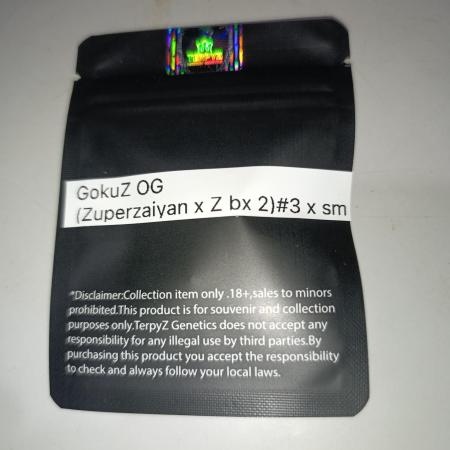 TERPYZ
GokuZ OG
(Zuperzaiyan x Z bx 2)#3 x sm
*Disclaimer:Collection item only .18+,sales to minors
prohibited.This product is for souvenir and collection
purposes only.TerpyZ Genetics does not accept any
responsibility for any illegal use by third parties.By
purchasing this product you accept the responsibility
to check and always follow your local laws.